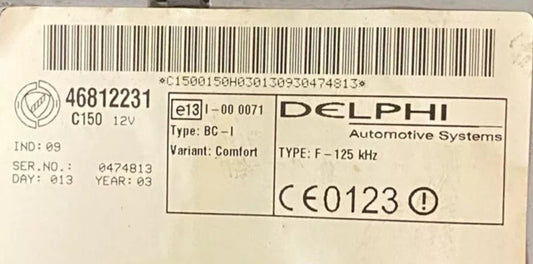 *C1500150H030130930474813*
46812231
C150 12V
IND: 09
SER.NO.: 0474813
DAY: 013 YEAR: 03
e13 I-00 0071
Type: BC-I
Variant: Comfort
DELPHI
Automotive Systems
TYPE: F-125 kHz
CE0123